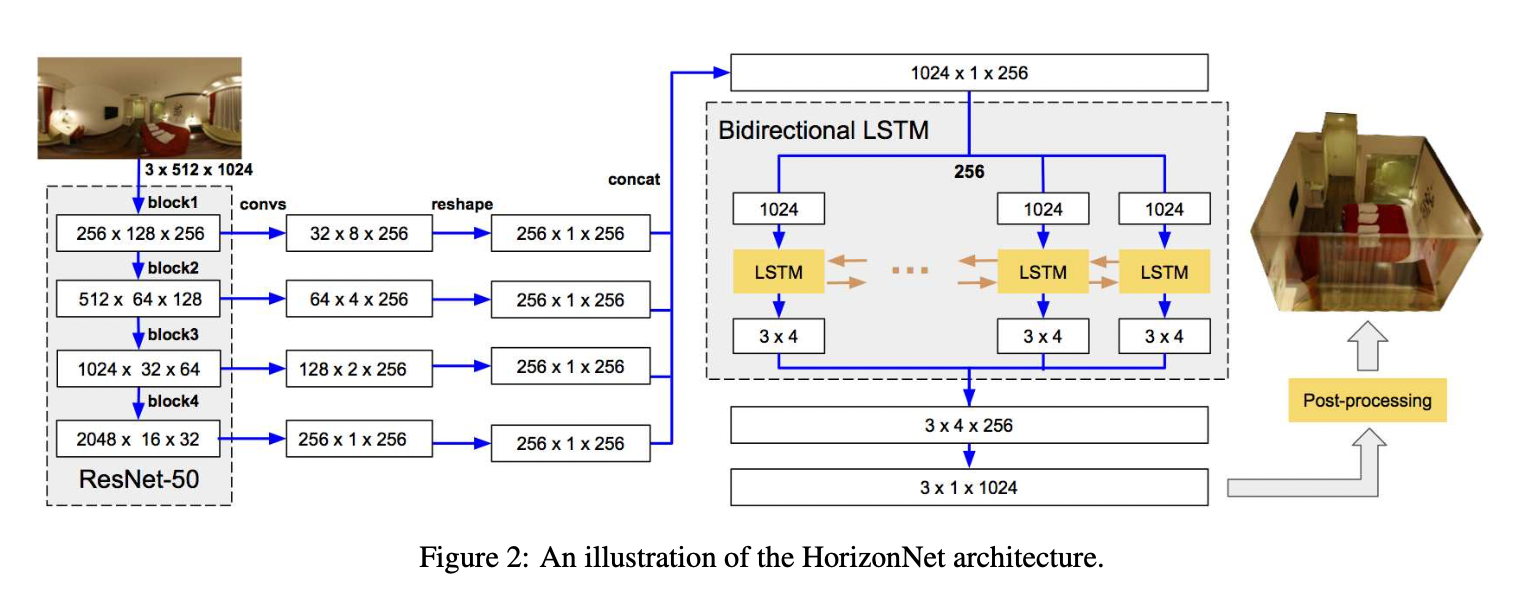 3 x 512 x 1024
block1
256 x 128 x 256
convs
32 x 8 x 256
reshape
256 x 1 x 256
block2
512 x 64 x 128
64 x 4 x 256
256 x 1 x 256
block3
1024 x 32 x 64
128 x 2 x 256
256 x 1 x 256
block4
2048 x 16 x 32
256 x 1 x 256
256 x 1 x 256
ResNet-50
concat
1024 x 1 x 256
Bidirectional LSTM
256
1024
1024
1024
LSTM
...
LSTM
LSTM
3 x 4
3 x 4
3 x 4
3 x 4 x 256
3 x 1 x 1024
Post-processing
Figure 2: An illustration of the HorizonNet architecture.